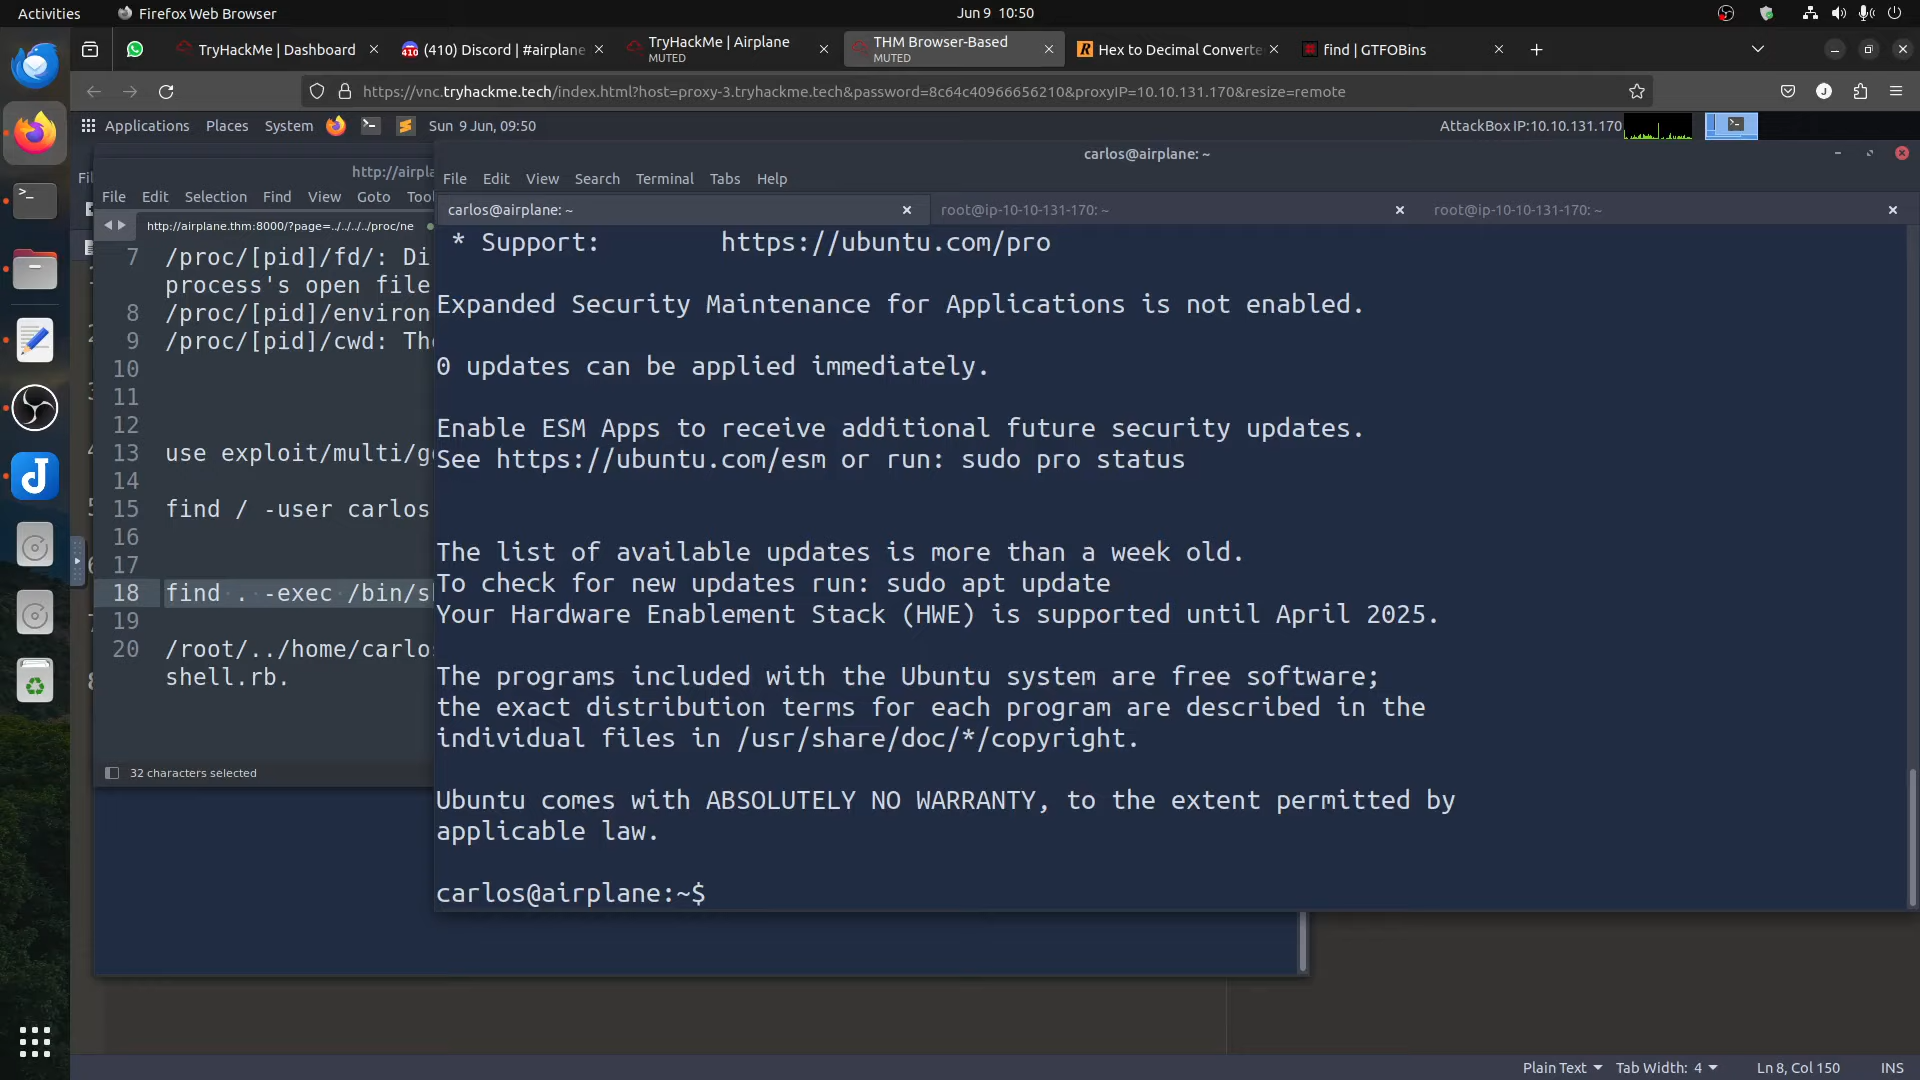 Activities
Firefox Web Browser
Jun 9 10:50
TryHackMe | Dashboard
(410) Discord | #airplane
TryHackMe | Airplane
MUTED
THM Browser-Based
MUTED
Hex to Decimal Converte
find | GTFOBins
https://vnc.tryhackme.tech/index.html?host=proxy-3.tryhackme.tech&password=8c64c40966656210&proxyIP=10.10.131.170&resize=remote
Applications Places System Sun 9 Jun, 09:50
AttackBox IP:10.10.131.170
http://airpla
File Edit Selection Find View Goto Tool
http://airplane.thm:8000/?page=../../../../proc/ne
7 /proc/[pid]/fd/: Di
process's open file
8 /proc/[pid]/environ
9 /proc/[pid]/cwd: Th
10
11
12
13 use exploit/multi/g
14
15 find / -user carlos
16
17
18 find . -exec /bin/s
19
20 /root/../home/carlos
shell.rb.
32 characters selected
carlos@airplane: ~
File Edit View Search Terminal Tabs Help
carlos@airplane: ~
root@ip-10-10-131-170: ~
root@ip-10-10-131-170: ~
* Support: https://ubuntu.com/pro
Expanded Security Maintenance for Applications is not enabled.
0 updates can be applied immediately.
Enable ESM Apps to receive additional future security updates.
See https://ubuntu.com/esm or run: sudo pro status
The list of available updates is more than a week old.
To check for new updates run: sudo apt update
Your Hardware Enablement Stack (HWE) is supported until April 2025.
The programs included with the Ubuntu system are free software;
the exact distribution terms for each program are described in the
individual files in /usr/share/doc/*/copyright.
Ubuntu comes with ABSOLUTELY NO WARRANTY, to the extent permitted by
applicable law.
carlos@airplane:~$
Plain Text Tab Width: 4 Ln 8, Col 150 INS